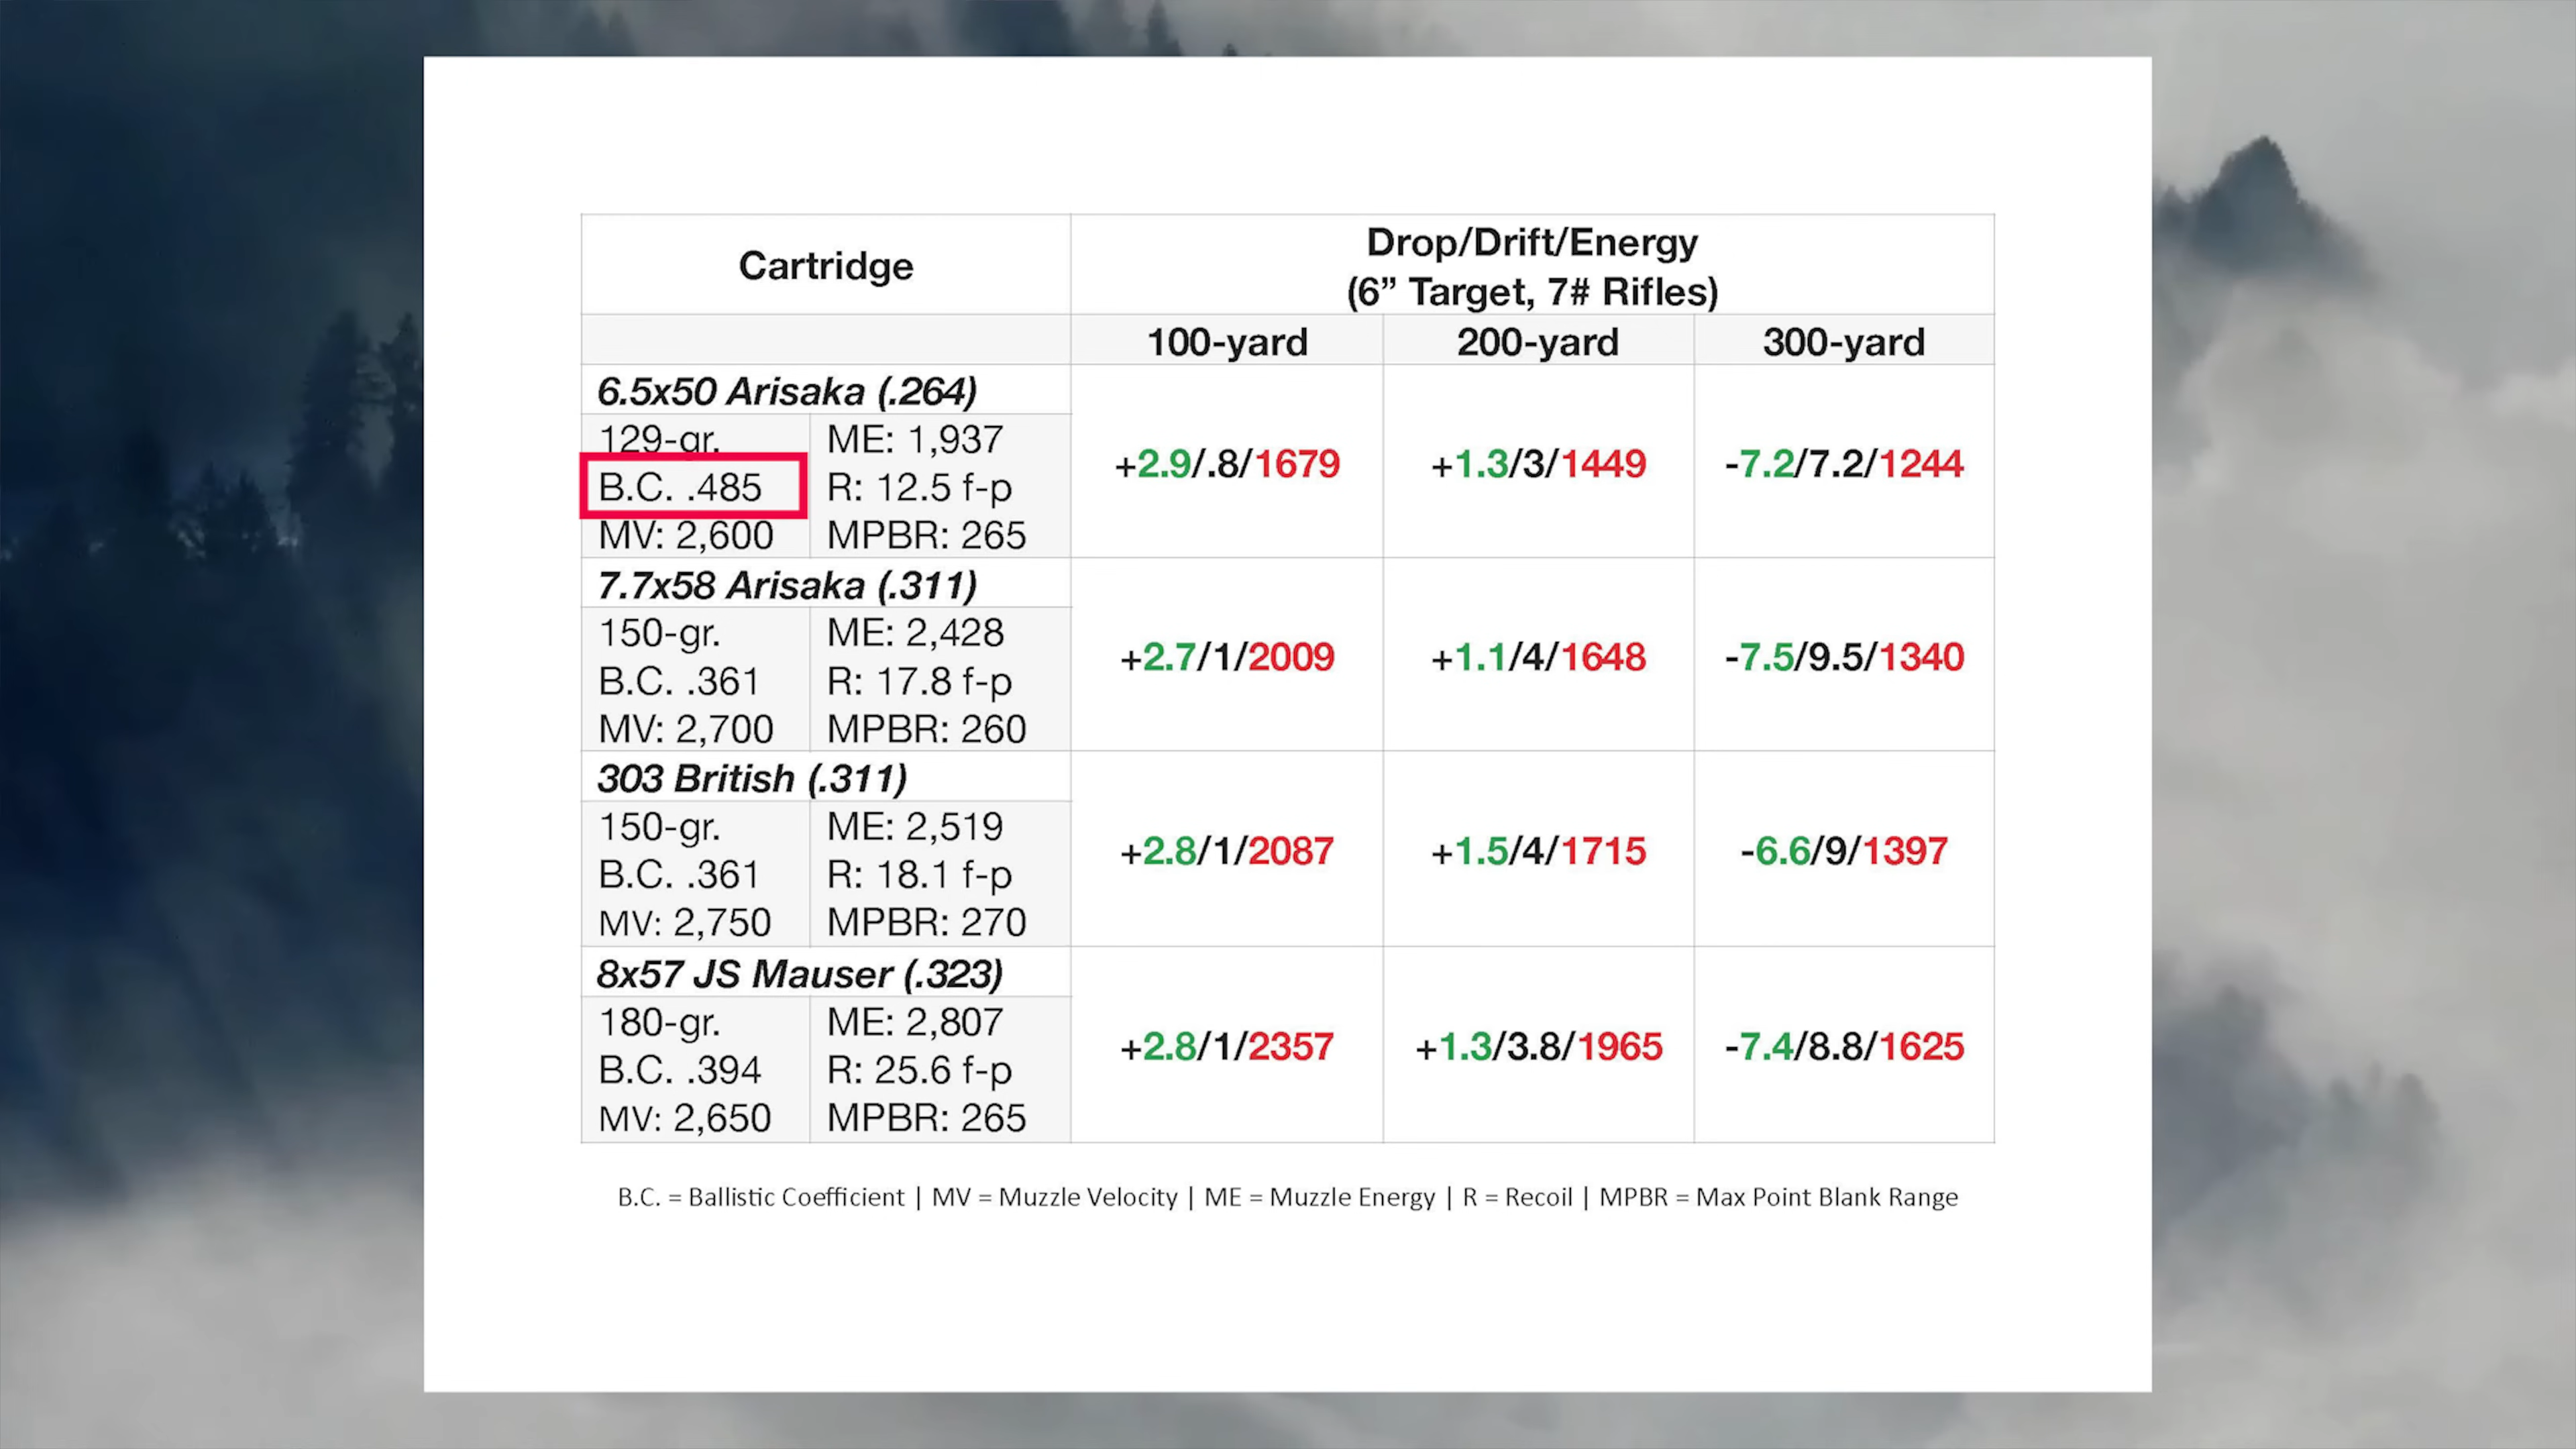 Cartridge
Drop/Drift/Energy
(6” Target, 7# Rifles)
100-yard 200-yard 300-yard
6.5x50 Arisaka (.264)
129-gr. ME: 1,937
B.C. .485 R: 12.5 f-p
MV: 2,600 MPBR: 265
+2.9/.8/1679 +1.3/3/1449 -7.2/7.2/1244
7.7x58 Arisaka (.311)
150-gr. ME: 2,428
B.C. .361 R: 17.8 f-p
MV: 2,700 MPBR: 260
+2.7/1/2009 +1.1/4/1648 -7.5/9.5/1340
303 British (.311)
150-gr. ME: 2,519
B.C. .361 R: 18.1 f-p
MV: 2,750 MPBR: 270
+2.8/1/2087 +1.5/4/1715 -6.6/9/1397
8x57 JS Mauser (.323)
180-gr. ME: 2,807
B.C. .394 R: 25.6 f-p
MV: 2,650 MPBR: 265
+2.8/1/2357 +1.3/3.8/1965 -7.4/8.8/1625
B.C. = Ballistic Coefficient | MV = Muzzle Velocity | ME = Muzzle Energy | R = Recoil | MPBR = Max Point Blank Range